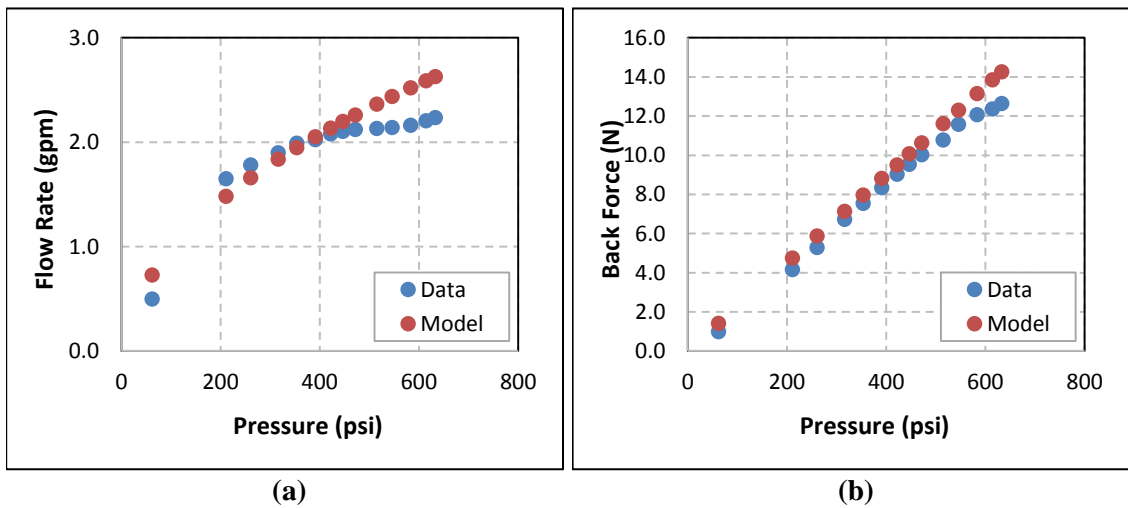 3.0
2.0
1.0
0.0
0
200
400
600
800
Flow Rate (gpm)
Pressure (psi)
Data
Model
(a)
16.0
14.0
12.0
10.0
8.0
6.0
4.0
2.0
0.0
0
200
400
600
800
Back Force (N)
Pressure (psi)
Data
Model
(b)